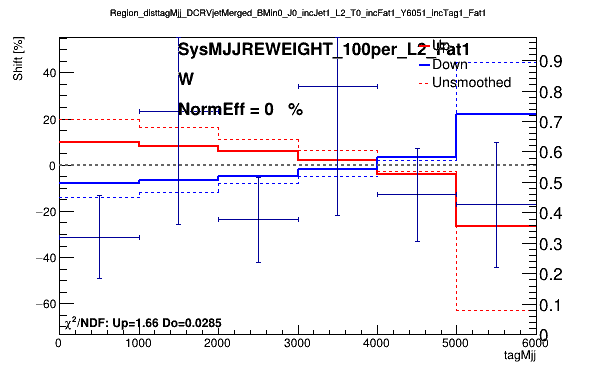 Region_disttagMjj_DCRVjetMerged_BMin0_J0_incJet1_L2_T0_incFat1_Y6051_incTag1_Fat1
Shift [%]
SysMJJREWEIGHT_100per_L2_Fat1
W
NormEff = 0 %
Up
Down
Unsmoothed
40
20
0
−20
−40
−60
0.9
0.8
0.7
0.6
0.5
0.4
0.3
0.2
0.1
0
χ²/NDF: Up=1.66 Do=0.0285
0 1000 2000 3000 4000 5000 6000
tagMjj